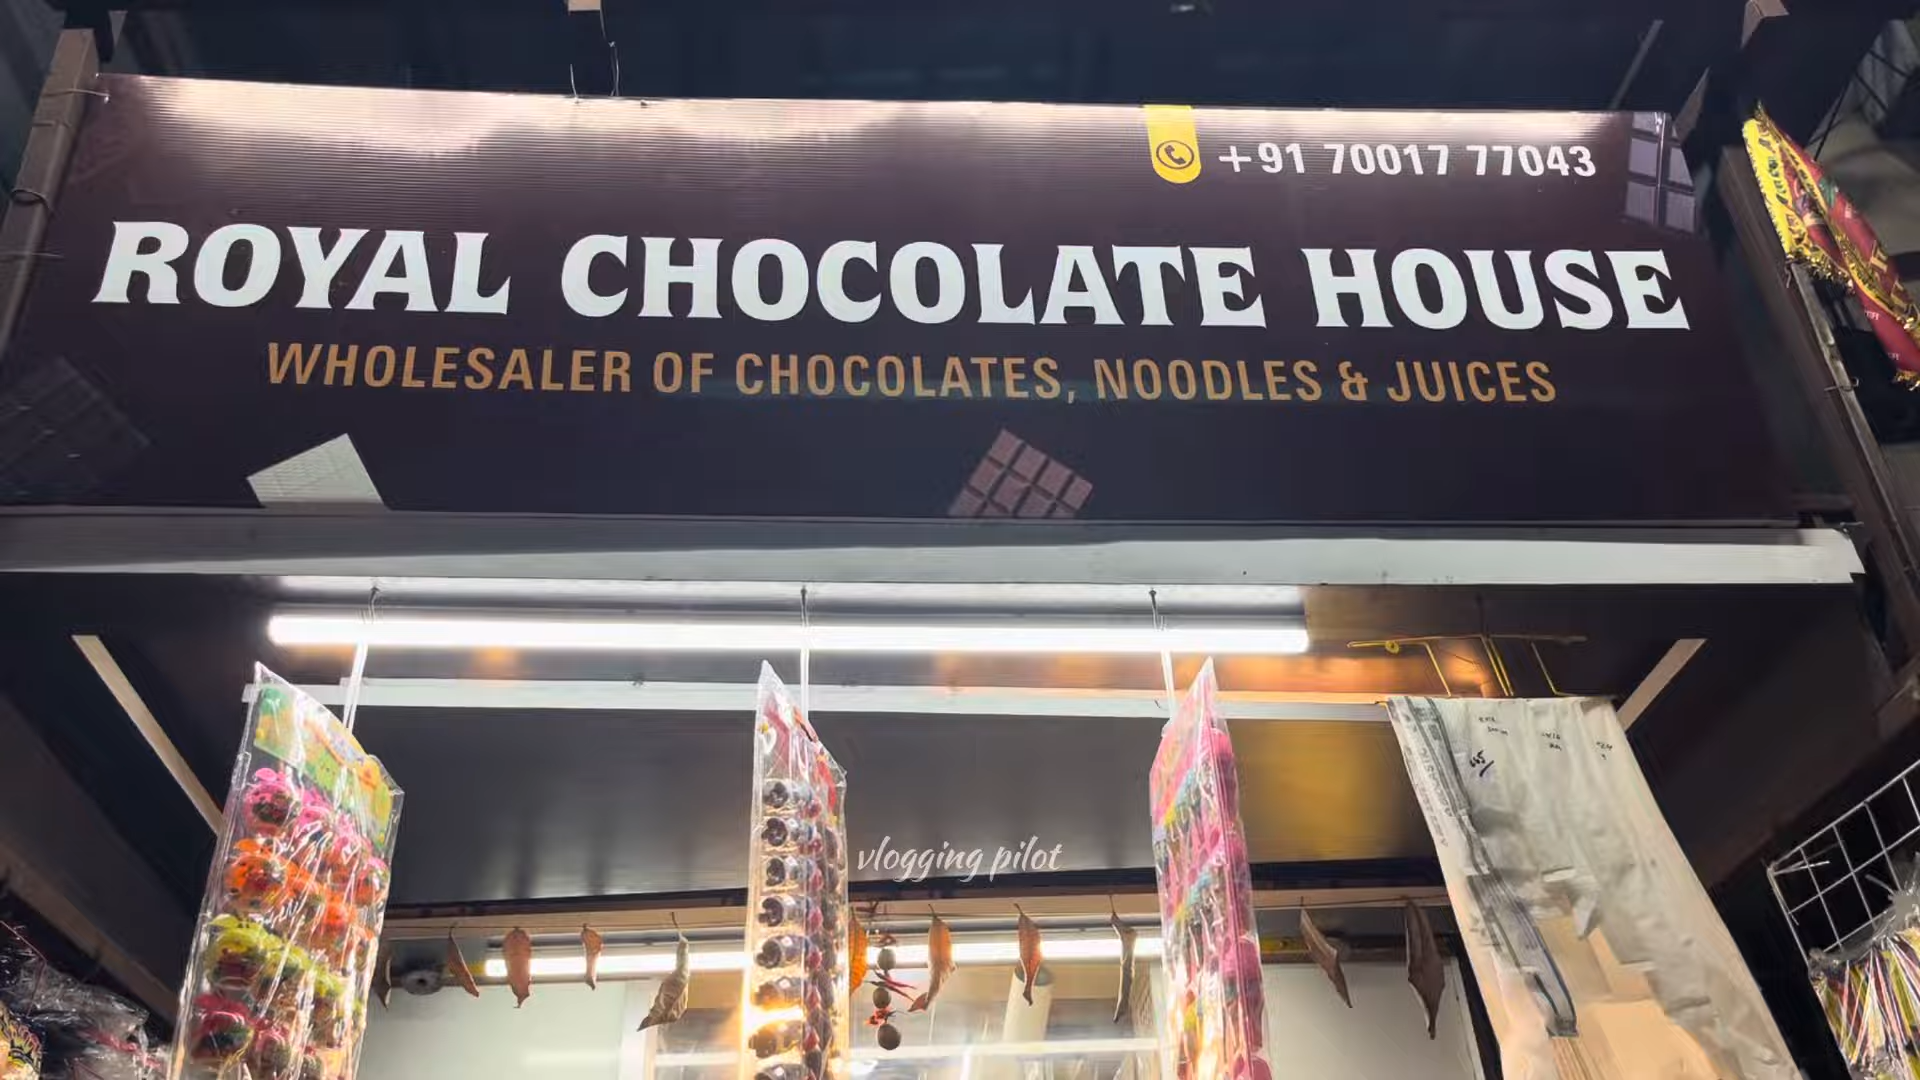 +91 70017 77043
ROYAL CHOCOLATE HOUSE
WHOLESALER OF CHOCOLATES, NOODLES & JUICES
vlogging pilot